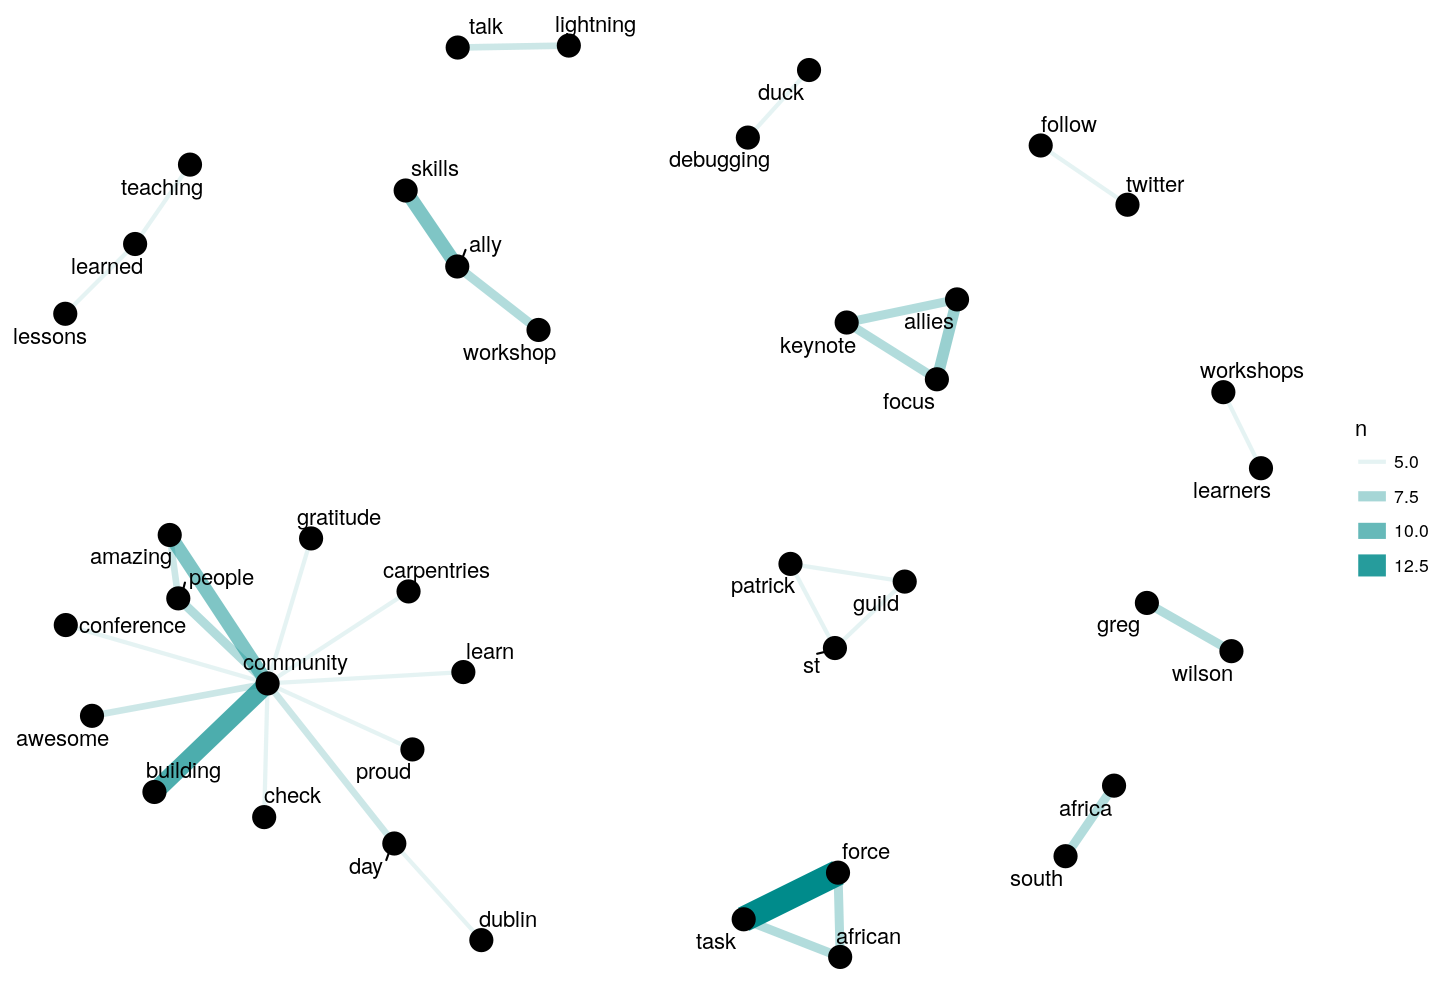 talk
lightning
duck
debugging
follow
twitter
teaching
learned
lessons
skills
ally
workshop
allies
keynote
focus
workshops
learners
n
5.0
7.5
10.0
12.5
gratitude
amazing
people
carpentries
conference
community
learn
awesome
building
proud
check
day
dublin
patrick
guild
st
greg
wilson
africa
south
force
task
african